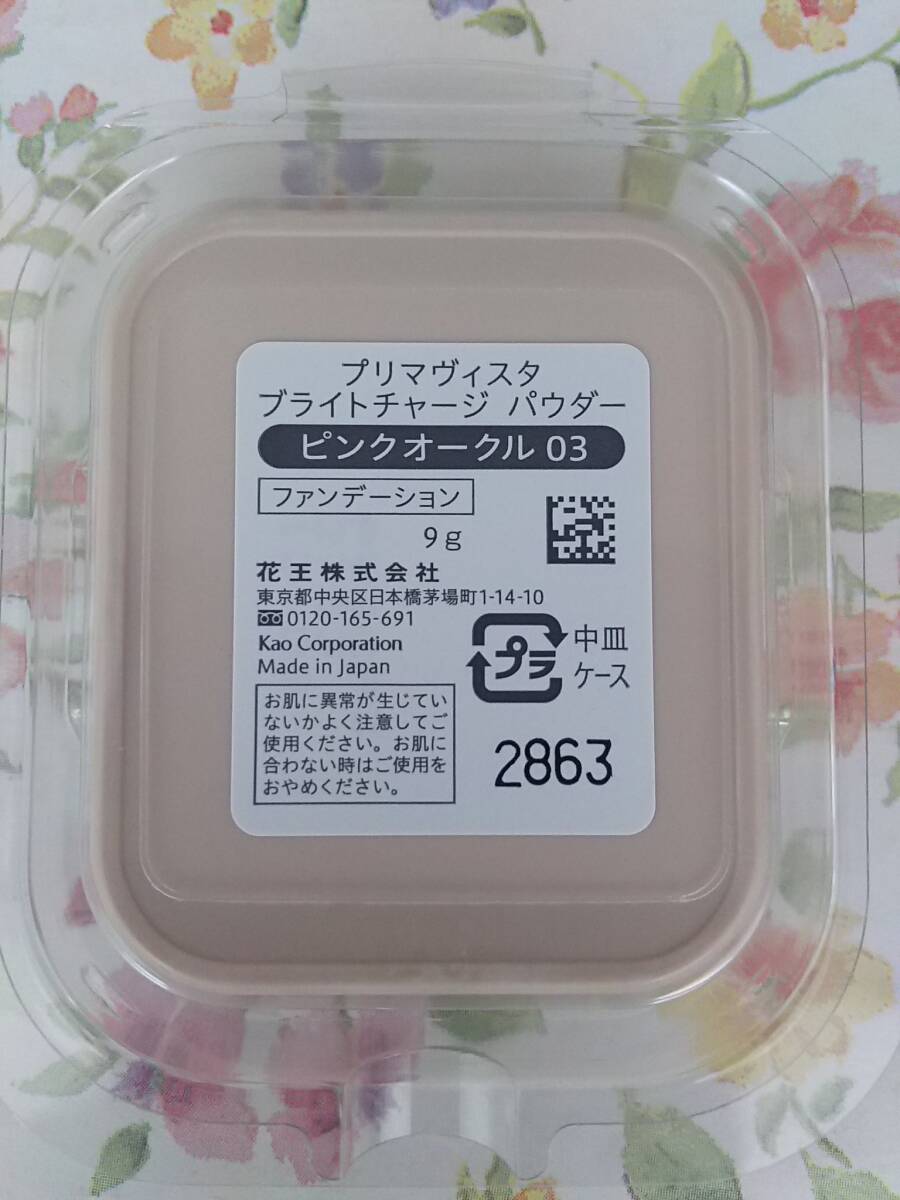 プリマヴィスタ
ブライトチャージ パウダー
ピンクオークル 03
ファンデーション
9g
花王株式会社
東京都中央区日本橋茅場町1-14-10
0120-165-691
Kao Corporation
Made in Japan
プラ
中皿
ケース
お肌に異常が生じてい
ないかよく注意してご
使用ください。お肌に
合わない時はご使用を
おやめください。
2863